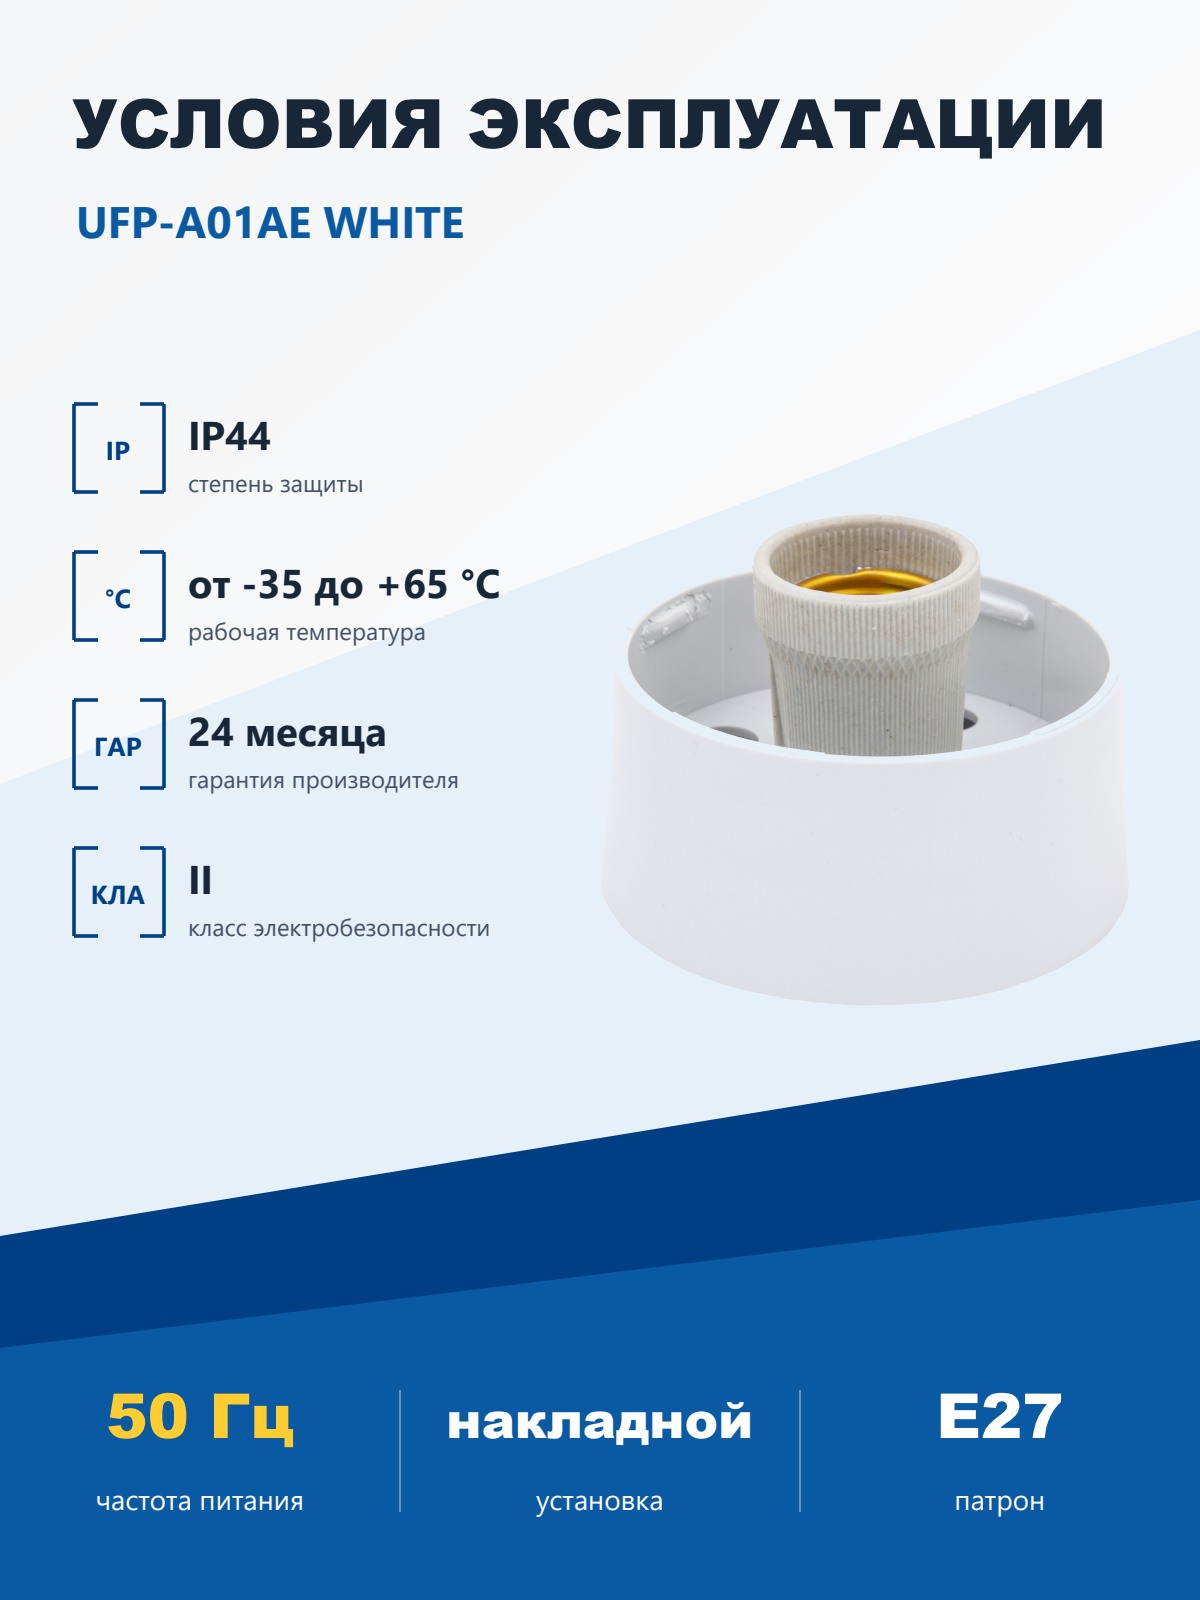 УСЛОВИЯ ЭКСПЛУАТАЦИИ
UFP-A01AE WHITE
IP
IP44
степень защиты
°C
от -35 до +65 °C
рабочая температура
ГАР
24 месяца
гарантия производителя
КЛА
II
класс электробезопасности
50 Гц
частота питания
накладной
установка
E27
патрон